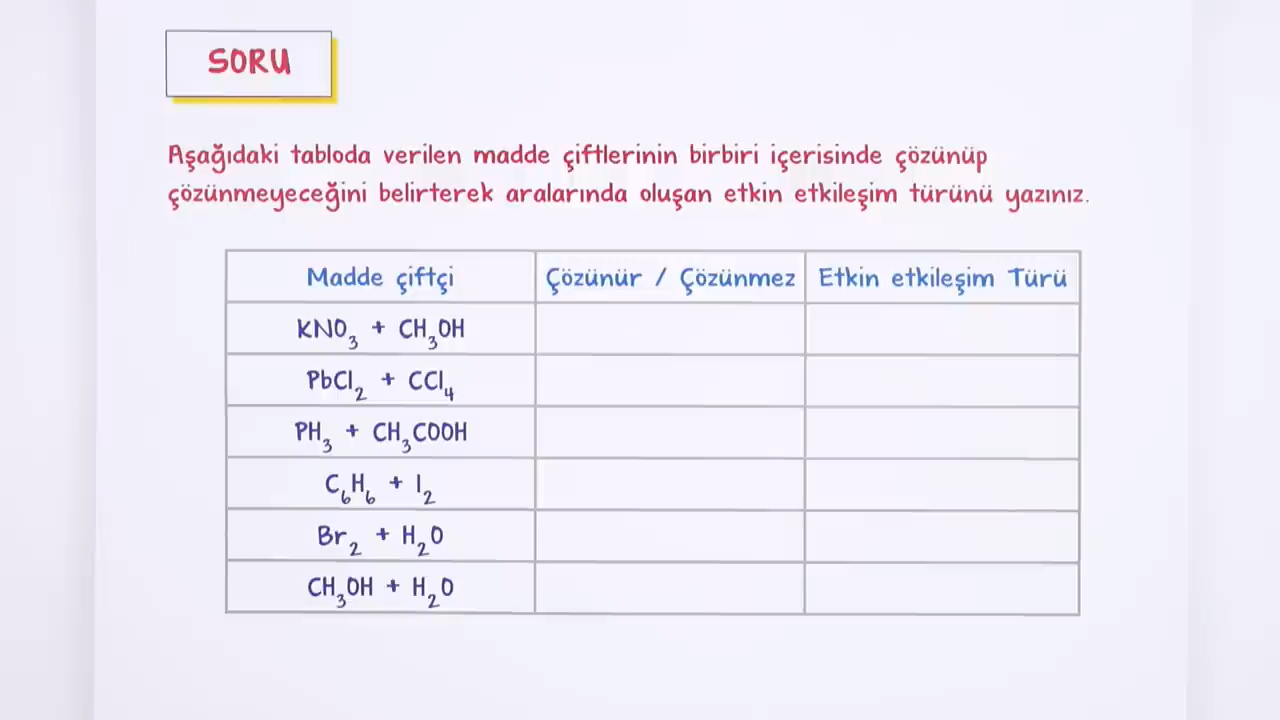 SORU
Aşağıdaki tabloda verilen madde çiftlerinin birbiri içerisinde çözünüp
çözünmeyeceğini belirterek aralarında oluşan etkin etkileşim türünü yazınız.
Madde çiftçi Çözünür / Çözünmez Etkin etkileşim Türü
KNO₃ + CH₃OH
PbCl₂ + CCl₄
PH₃ + CH₃COOH
C₆H₆ + I₂
Br₂ + H₂O
CH₃OH + H₂O